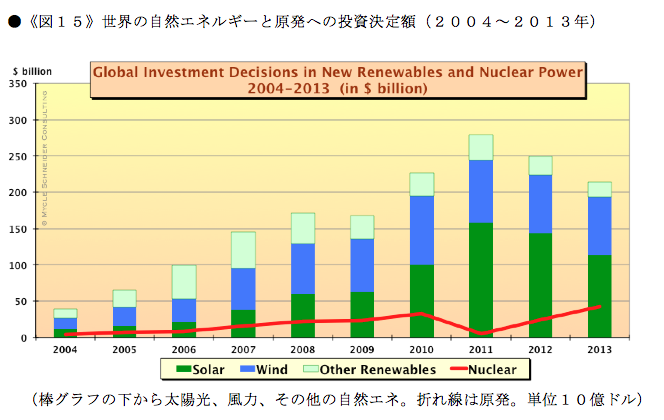 ●《図１５》世界の自然エネルギーと原発への投資決定額（２００４〜２０１３年）
$ billion
Global Investment Decisions in New Renewables and Nuclear Power
2004-2013 (in $ billion)
350
300
250
200
150
100
50
0
© Mycle Schneider Consulting
2004 2005 2006 2007 2008 2009 2010 2011 2012 2013
Solar Wind Other Renewables Nuclear
（棒グラフの下から太陽光、風力、その他の自然エネ。折れ線は原発。単位１０億ドル）